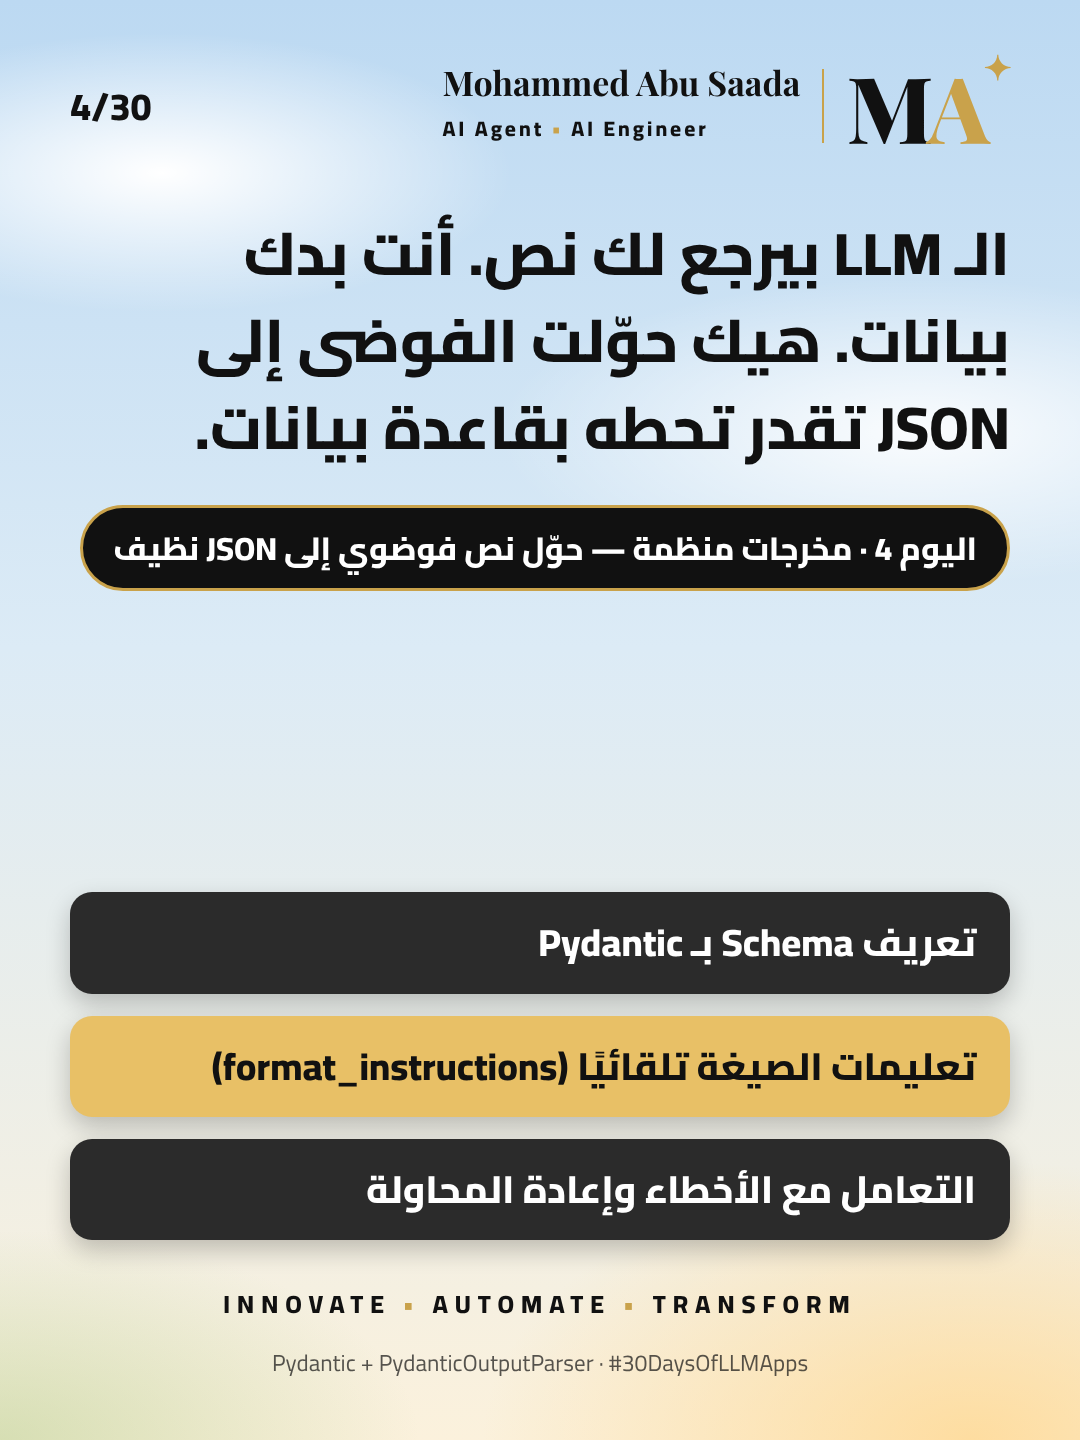 4/30
Mohammed Abu Saada
AI Agent ▪ AI Engineer
MA
الـ LLM بيرجع لك نص. أنت بدك
بيانات. هيك حوّلت الفوضى إلى
JSON تقدر تحطه بقاعدة بيانات.
اليوم 4 · مخرجات منظمة — حوّل نص فوضوي إلى JSON نظيف
تعريف Schema بـ Pydantic
تعليمات الصيغة تلقائيًا (format_instructions)
التعامل مع الأخطاء وإعادة المحاولة
INNOVATE ▪ AUTOMATE ▪ TRANSFORM
Pydantic + PydanticOutputParser · #30DaysOfLLMApps